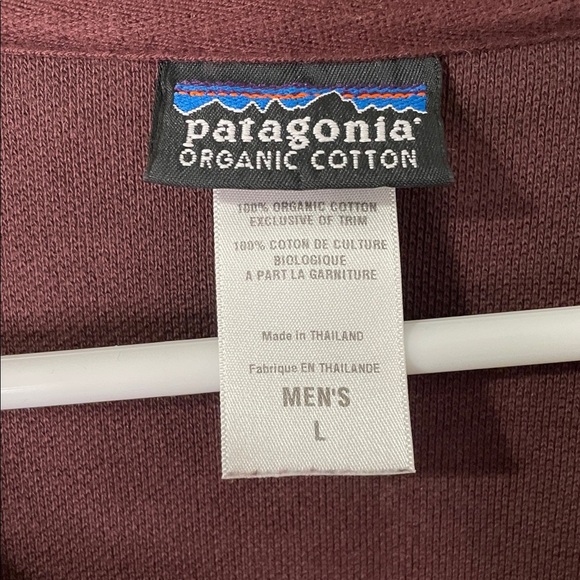 patagonia
ORGANIC COTTON
100% ORGANIC COTTON
EXCLUSIVE OF TRIM
100% COTON DE CULTURE
BIOLOGIQUE
A PART LA GARNITURE
Made in THAILAND
Fabrique EN THAILANDE
MEN'S
L